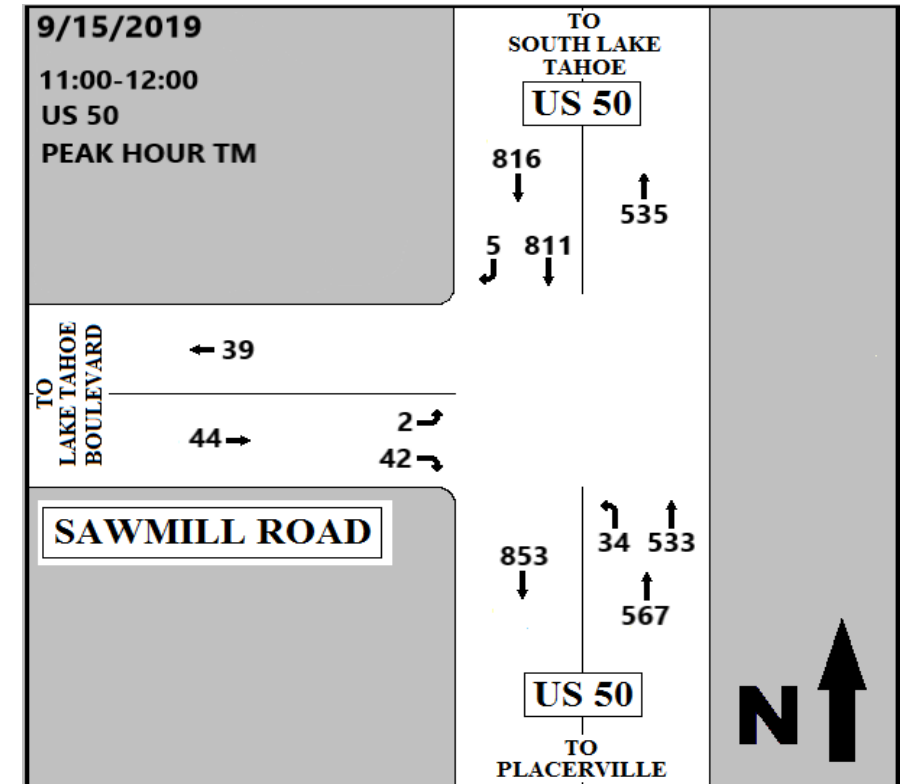 9/15/2019
11:00-12:00
US 50
PEAK HOUR TM
TO
SOUTH LAKE
TAHOE
US 50
816
535
5 811
39
TO
LAKE TAHOE
BOULEVARD
2
44
42
SAWMILL ROAD
34 533
853
567
US 50
TO
PLACERVILLE
N